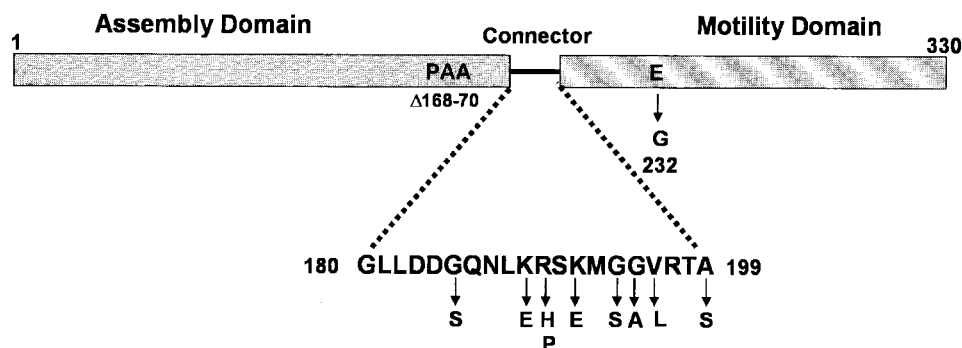 Assembly Domain
Motility Domain
1
Connector
330
PAA
E
Δ168-70
G
232
180 GLLDDGQNLKRSKMGGVRTA 199
S E H E S A L S
P